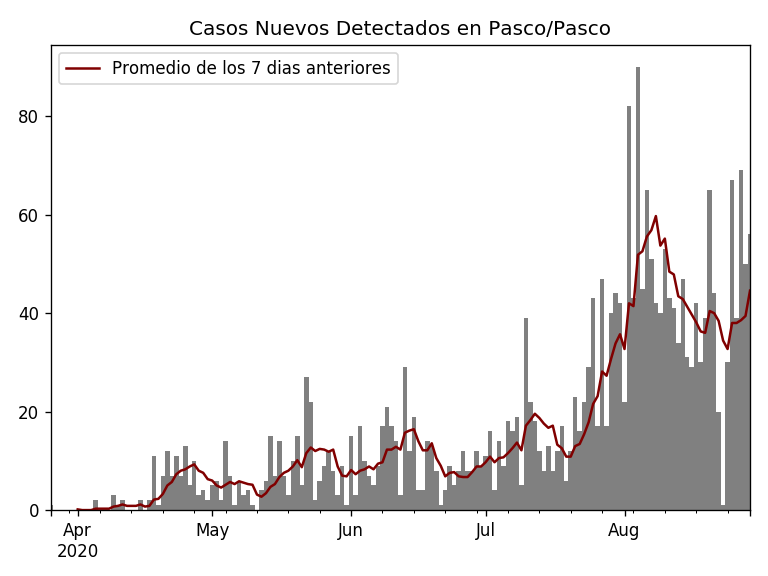 Casos Nuevos Detectados en Pasco/Pasco
Promedio de los 7 dias anteriores
80
60
40
20
0
Apr May Jun Jul Aug
2020